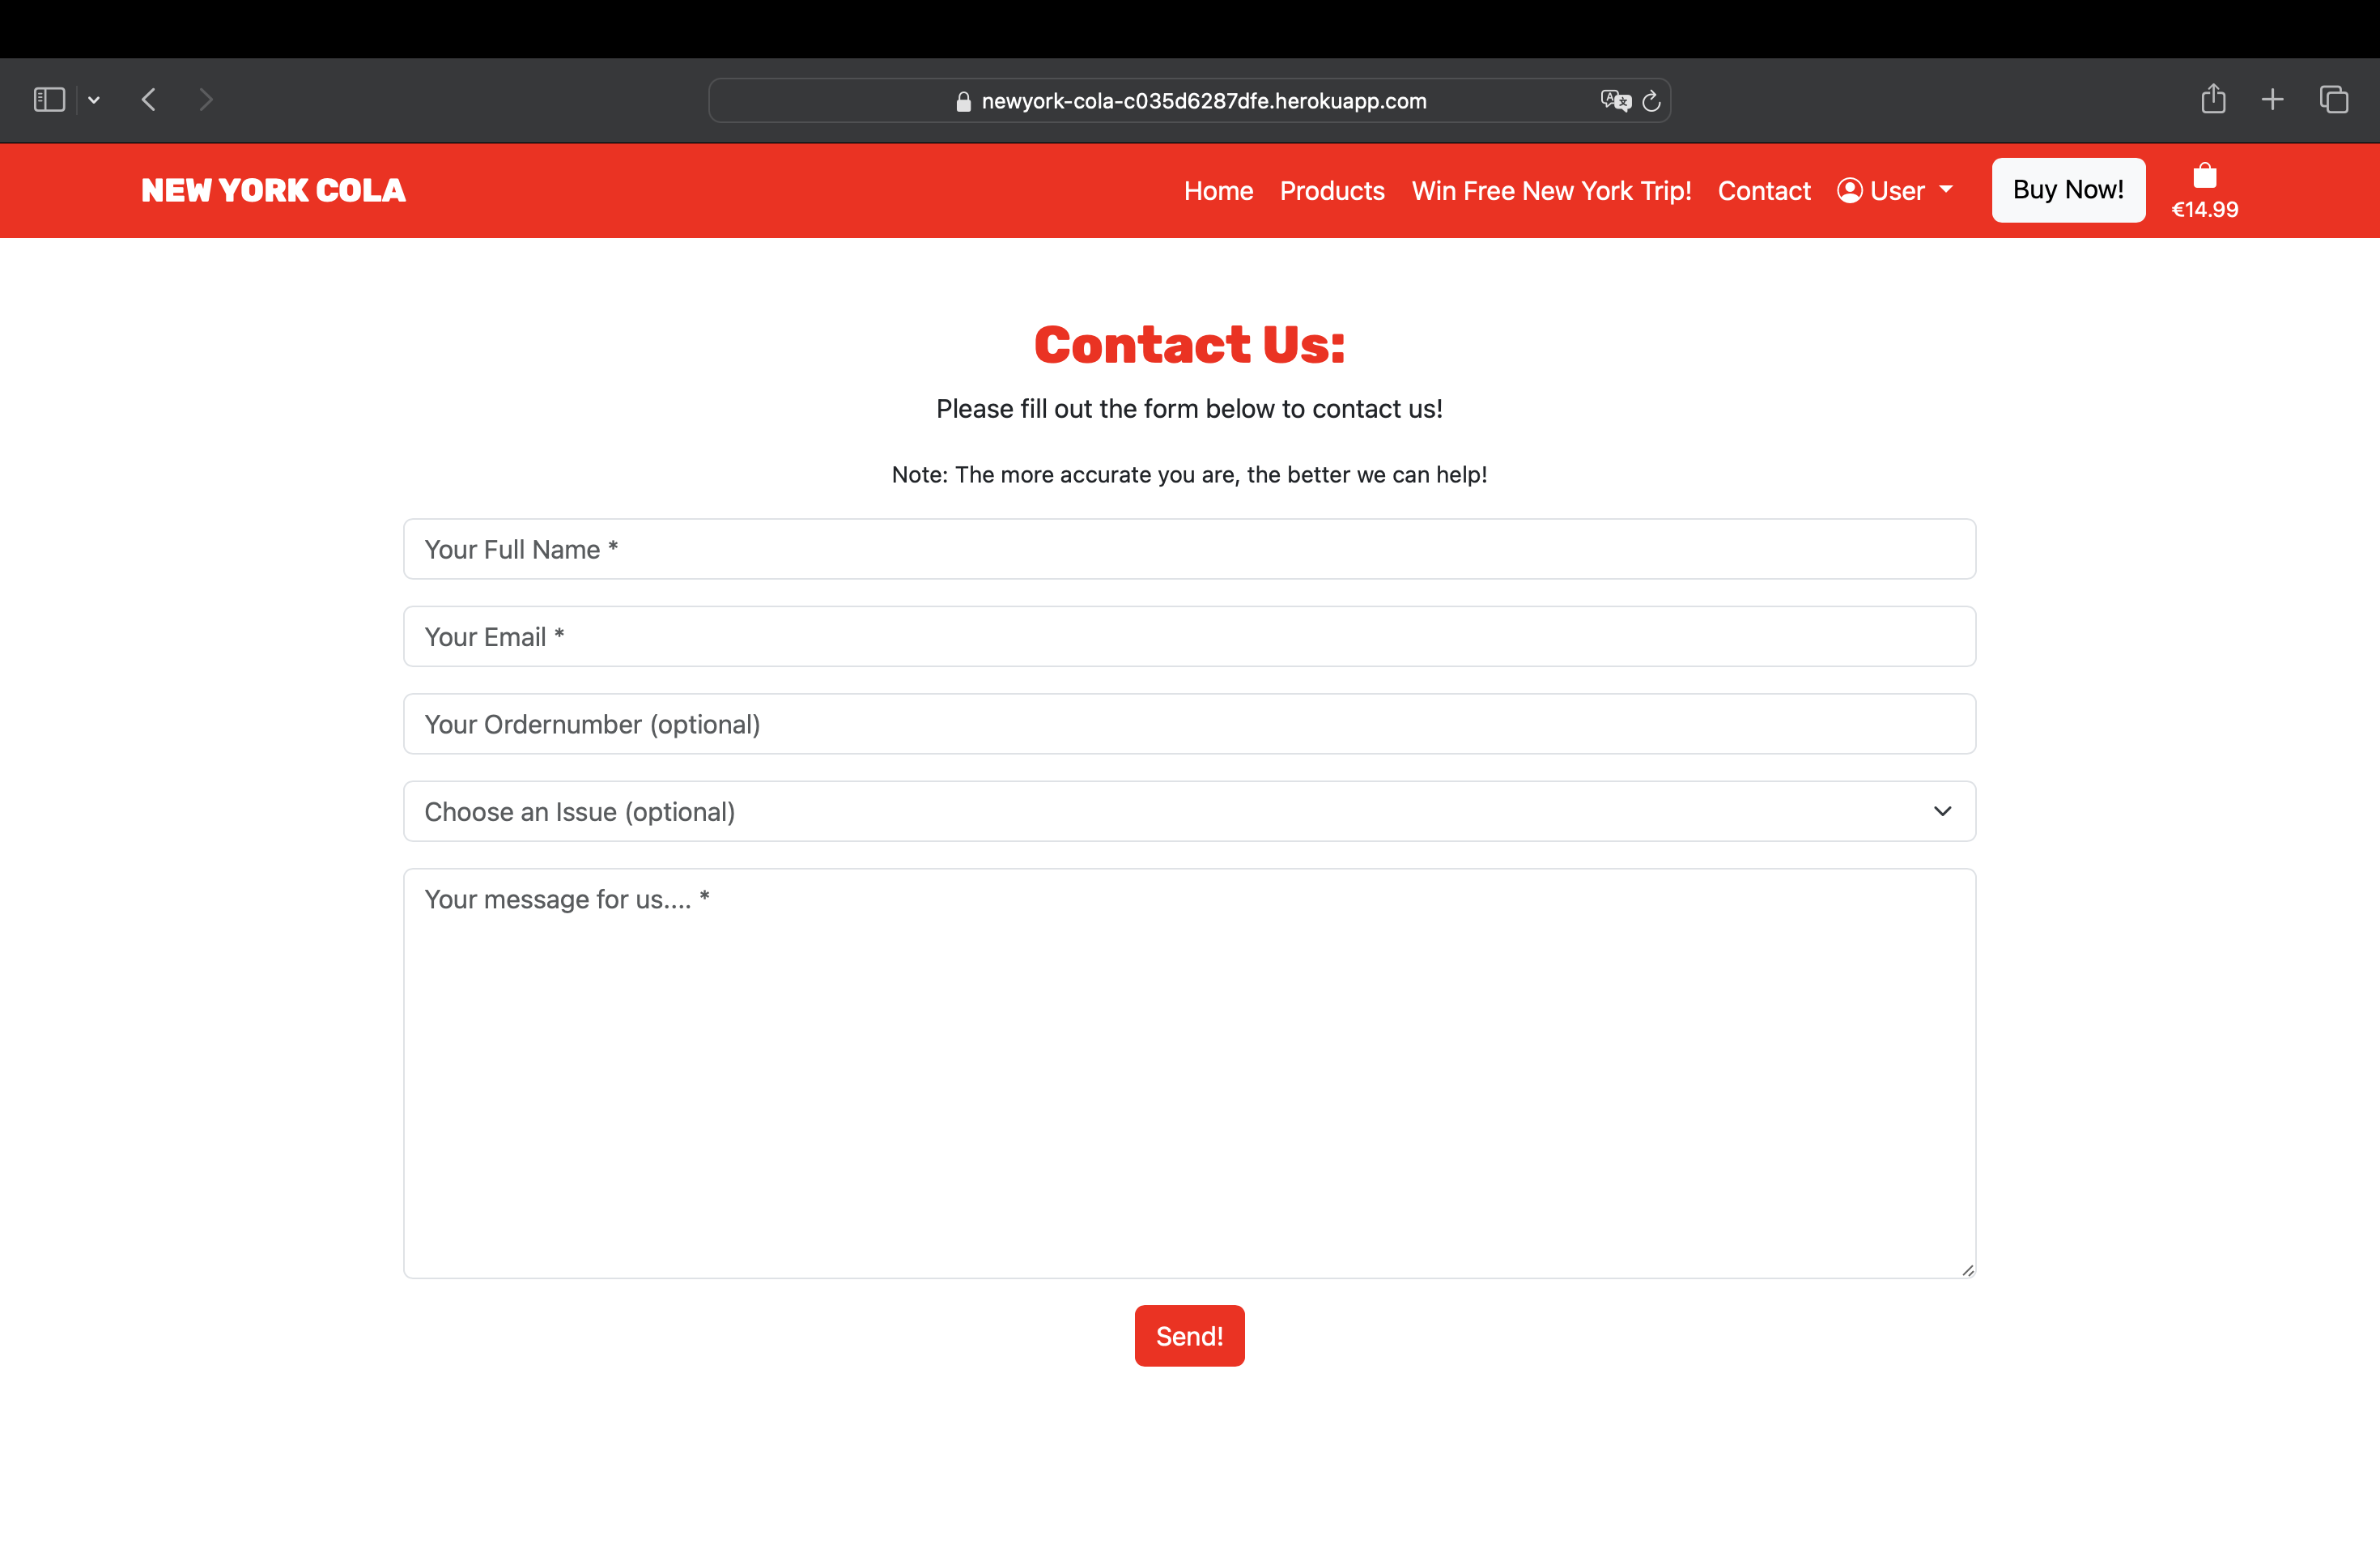 newyork-cola-c035d6287dfe.herokuapp.com
NEW YORK COLA
Home
Products
Win Free New York Trip!
Contact
User
Buy Now!
€14.99
Contact Us:
Please fill out the form below to contact us!
Note: The more accurate you are, the better we can help!
Your Full Name *
Your Email *
Your Ordernumber (optional)
Choose an Issue (optional)
Your message for us.... *
Send!